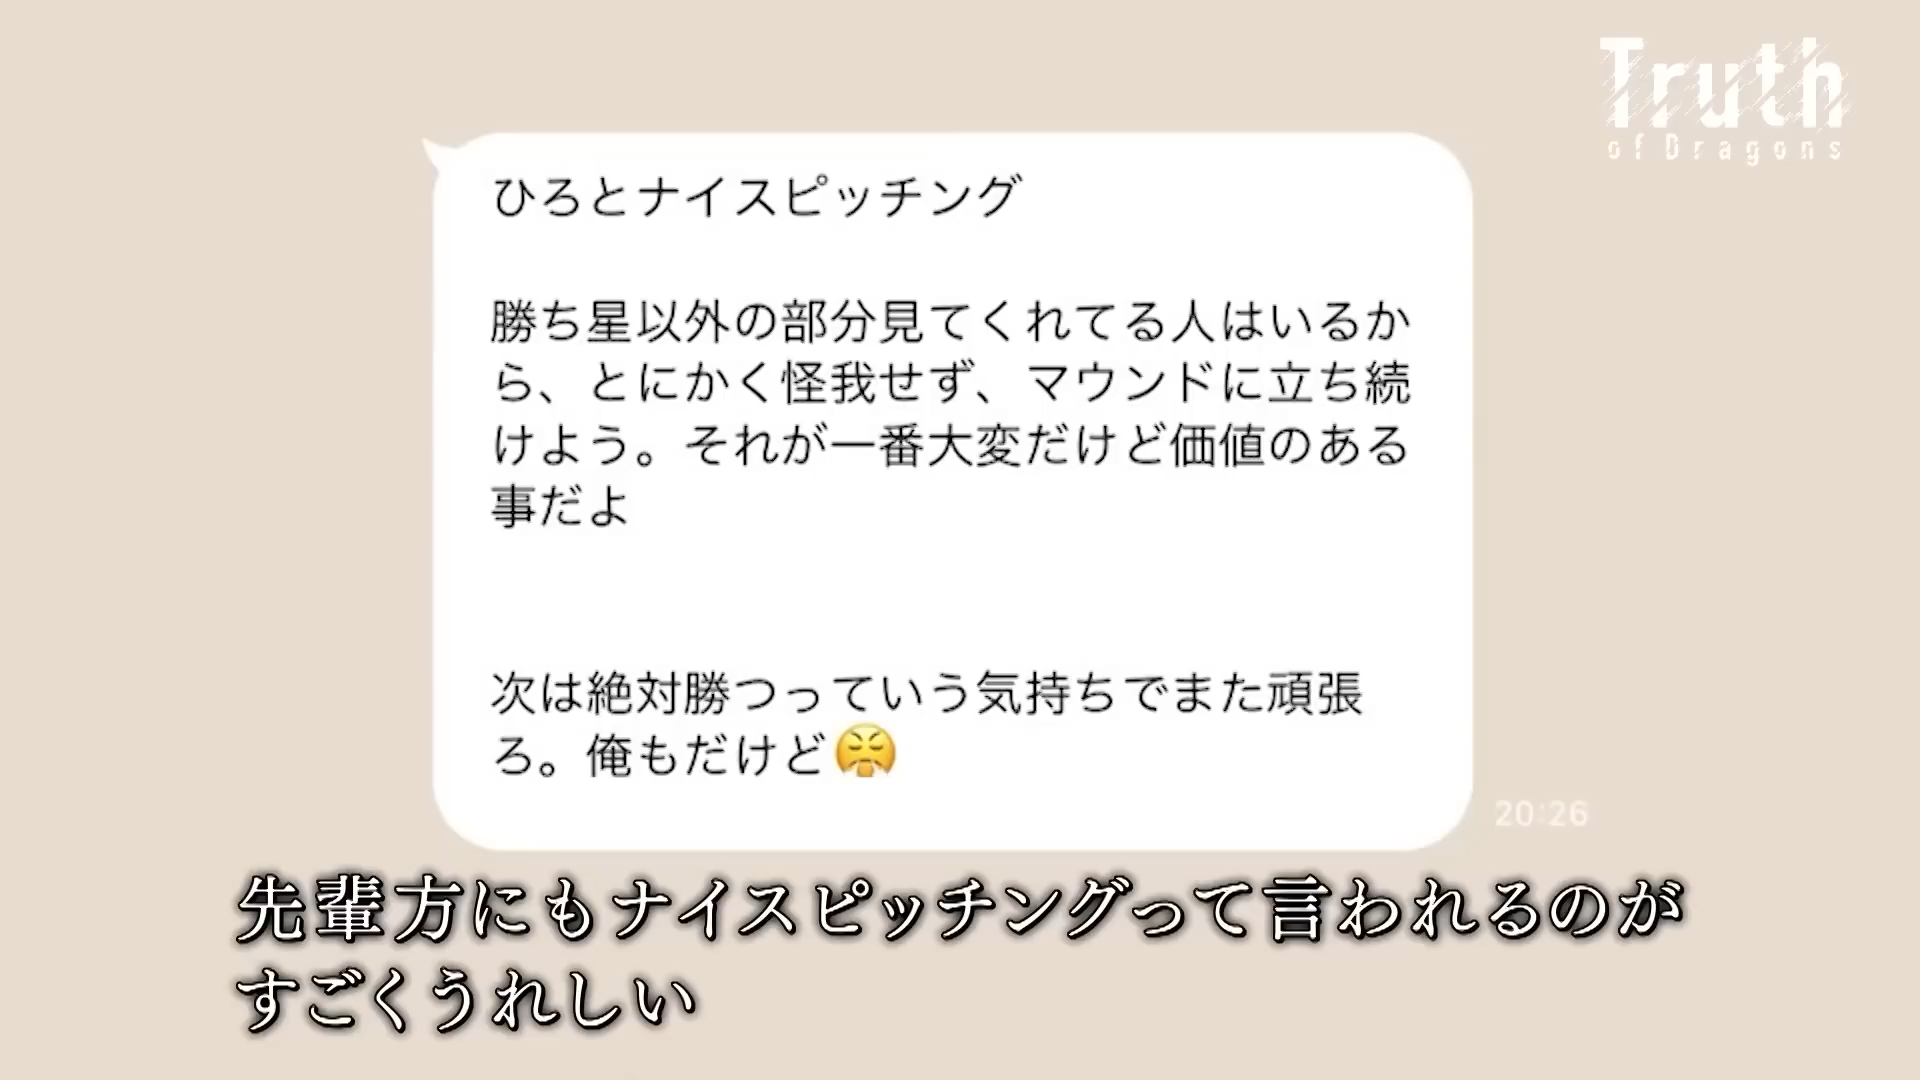 Truth
of Dragons
ひろとナイスピッチング
勝ち星以外の部分見てくれてる人はいるか
ら、とにかく怪我せず、マウンドに立ち続
けよう。それが一番大変だけど価値のある
事だよ
次は絶対勝つっていう気持ちでまた頑張
ろ。俺もだけど😤
20:26
先輩方にもナイスピッチングって言われるのが
すごくうれしい